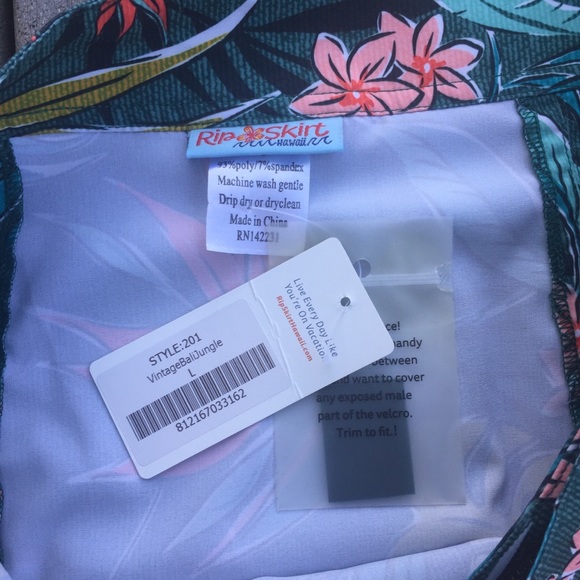 Rip Skirt
Hawaii
93%poly/7%spandex
Machine wash gentle
Drip dry or dryclean
Made in China
RN142231
Live Every Day Like
You're On Vacation.
RipSkirtHawaii.com
STYLE:201
VintageBaliJungle
L
812167033162
handy
between
want to cover
any exposed male
part of the velcro.
Trim to fit.!